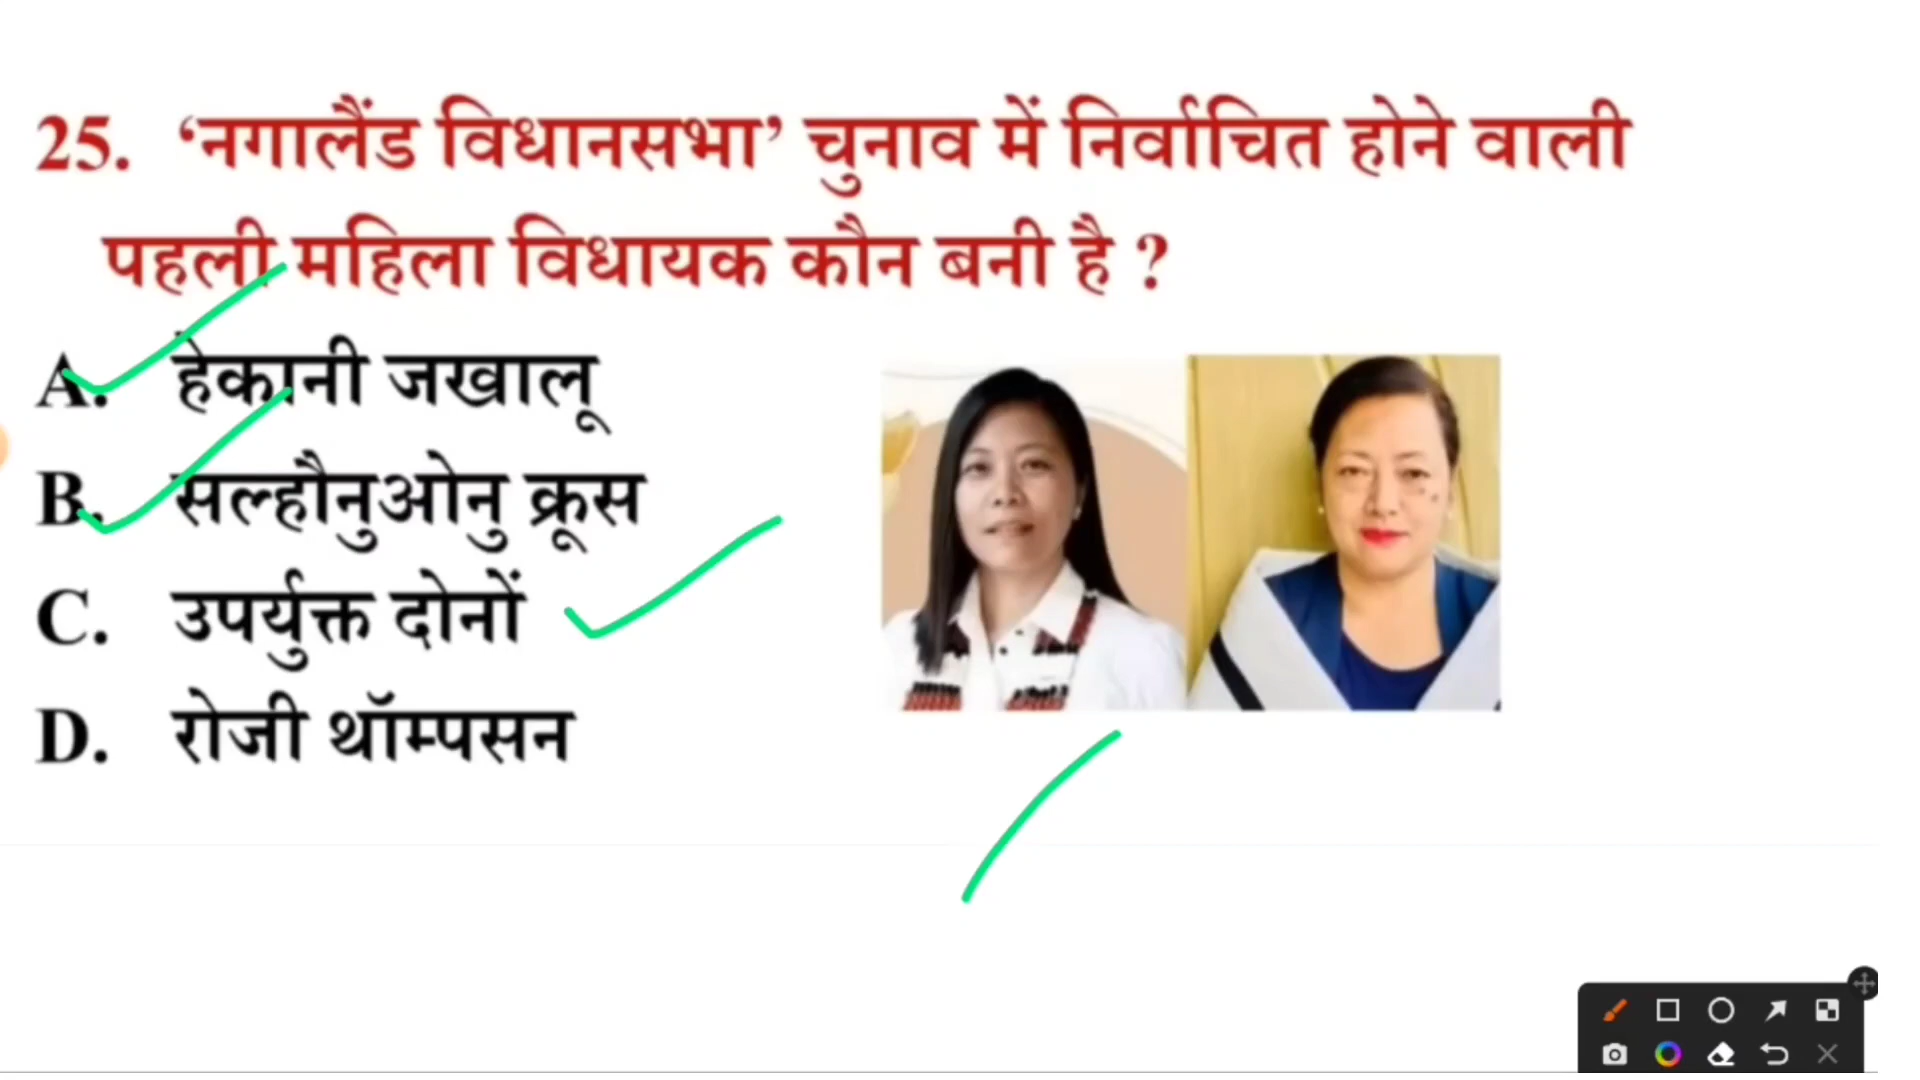 25. ‘नगालैंड विधानसभा’ चुनाव में निर्वाचित होने वाली
पहली महिला विधायक कौन बनी है ?
A. हेकानी जखालू
B. सल्हौनुओनु क्रूस
C. उपर्युक्त दोनों
D. रोजी थॉम्पसन